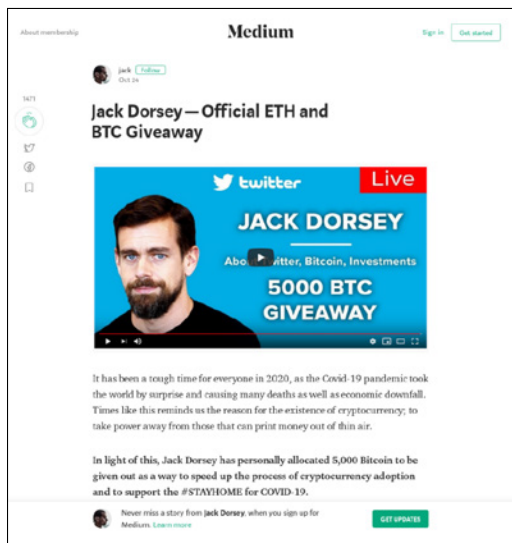 About membership
Medium
Sign in
Get started
jack Follow
Oct 24
1471
Jack Dorsey—Official ETH and
BTC Giveaway
twitter
Live
JACK DORSEY
About Twitter, Bitcoin, Investments
5000 BTC
GIVEAWAY
It has been a tough time for everyone in 2020, as the Covid-19 pandemic took
the world by surprise and causing many deaths as well as economic downfall.
Times like this reminds us the reason for the existence of cryptocurrency; to
take power away from those that can print money out of thin air.
In light of this, Jack Dorsey has personally allocated 5,000 Bitcoin to be
given out as a way to speed up the process of cryptocurrency adoption
and to support the #STAYHOME for COVID-19.
Never miss a story from Jack Dorsey, when you sign up for
Medium. Learn more
GET UPDATES